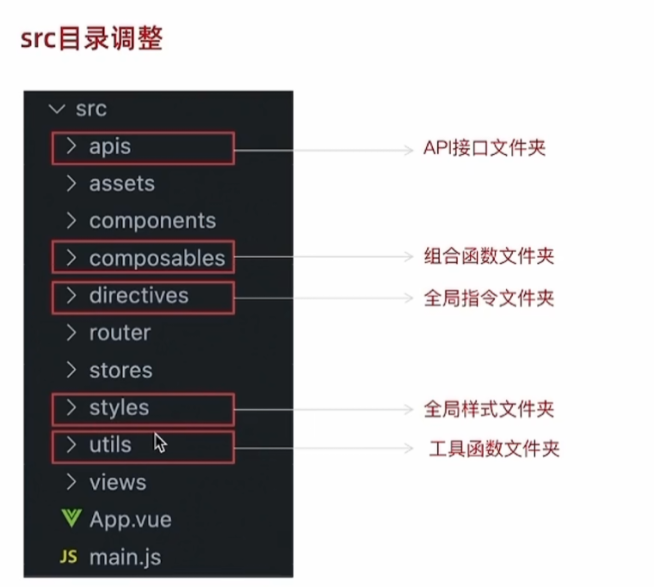 src目录调整
src
apis
API接口文件夹
assets
components
composables
组合函数文件夹
directives
全局指令文件夹
router
stores
styles
全局样式文件夹
utils
工具函数文件夹
views
App.vue
JS main.js